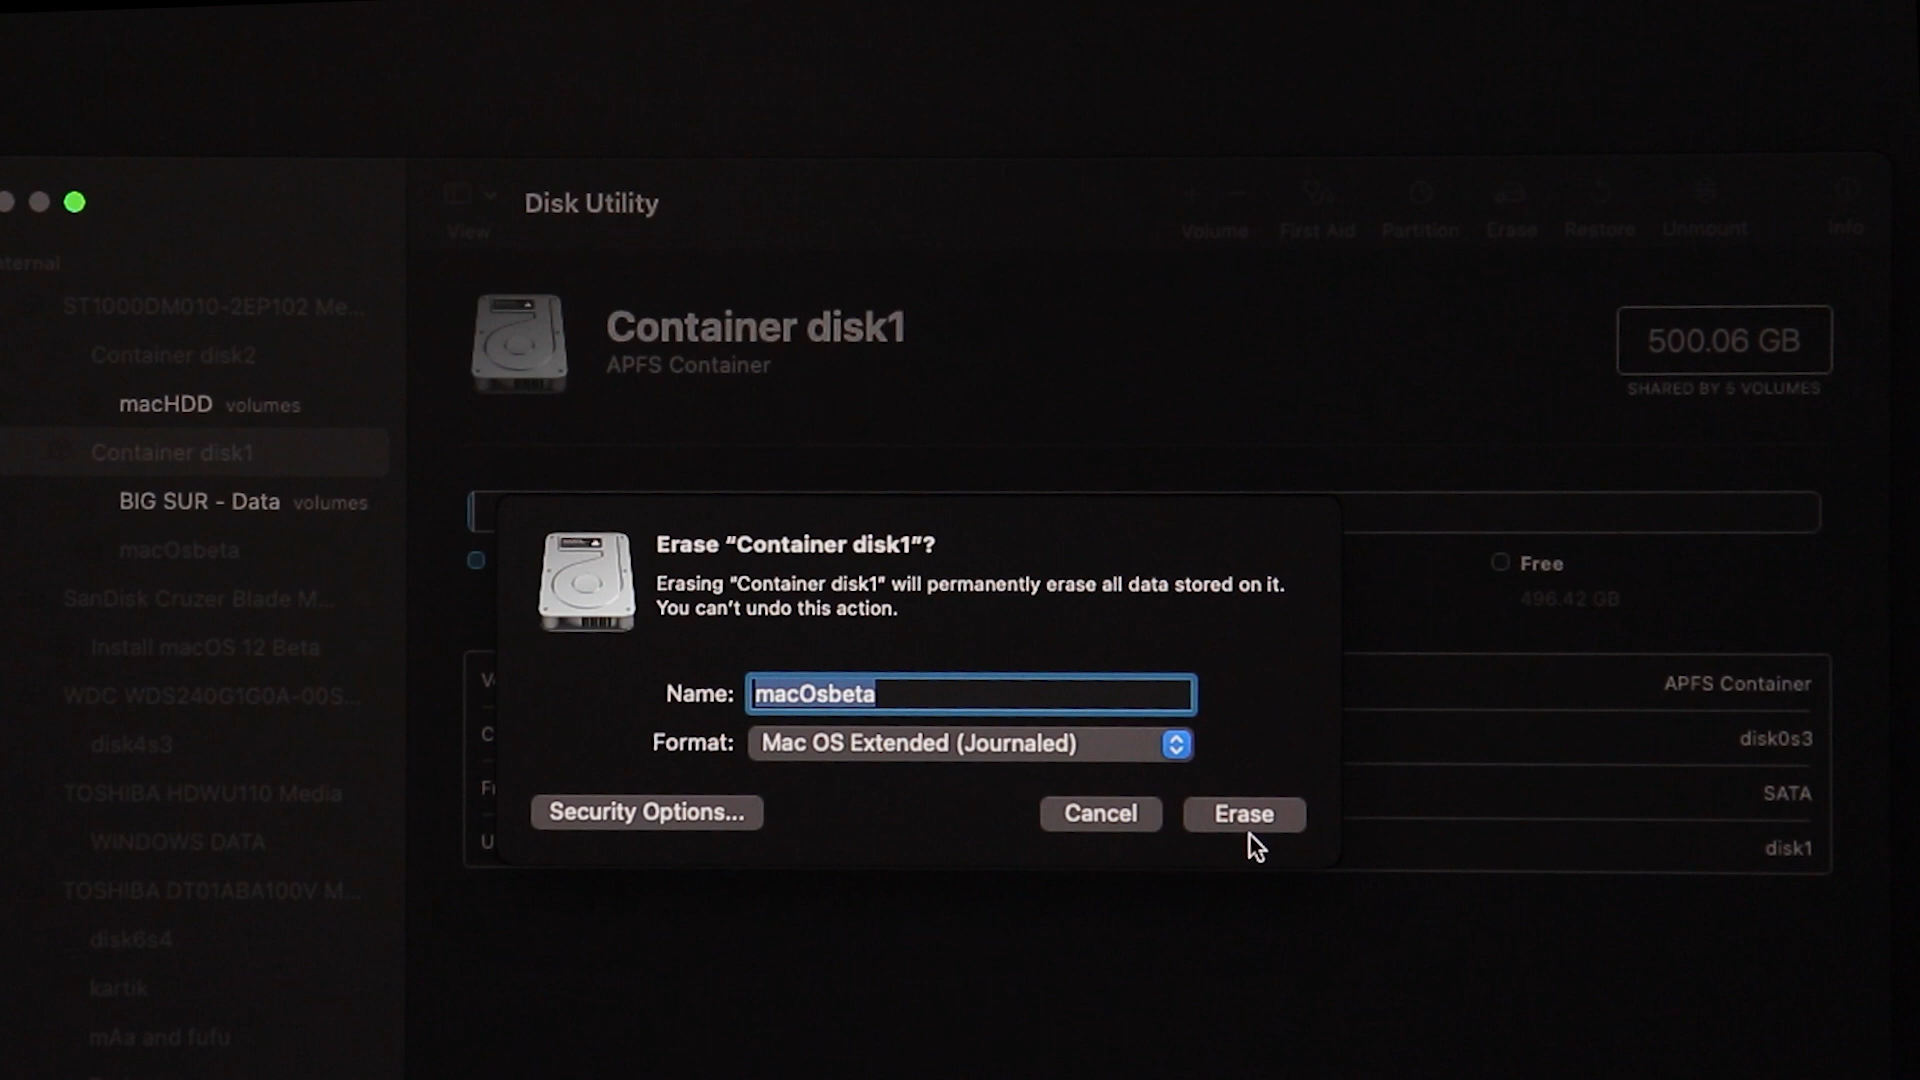 Disk Utility
View
Volume
First Aid
Partition
Erase
Restore
Unmount
Info
ST1000DM010-2EP102 Me...
Container disk2
macHDD volumes
Container disk1
BIG SUR - Data volumes
macOsbeta
SanDisk Cruzer Blade M...
Install macOS 12 Beta
WDC WDS240G1G0A-00S...
disk4s3
TOSHIBA HDWU110 Media
WINDOWS DATA
TOSHIBA DT01ABA100V M...
disk6s4
kartik
mAa and fufu
Container disk1
APFS Container
500.06 GB
SHARED BY 5 VOLUMES
Free
496.42 GB
Erase “Container disk1”?
Erasing “Container disk1” will permanently erase all data stored on it.
You can’t undo this action.
Name: macOsbeta
Format: Mac OS Extended (Journaled)
Security Options...
Cancel
Erase
APFS Container
disk0s3
SATA
disk1